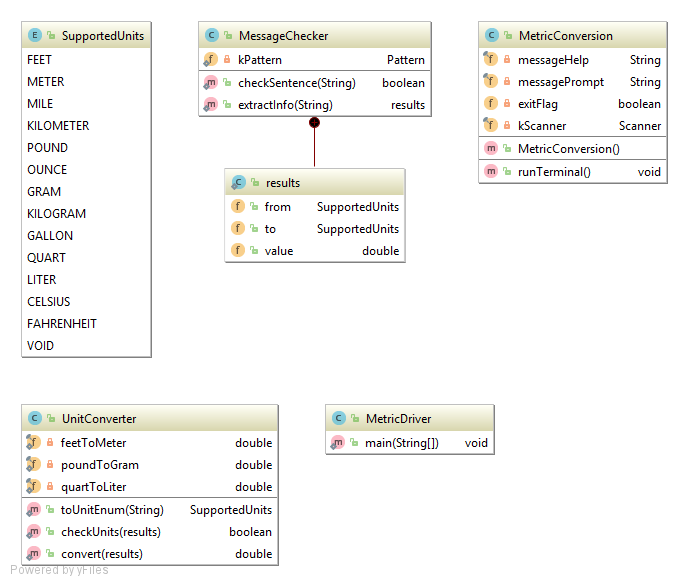 E SupportedUnits
FEET
METER
MILE
KILOMETER
POUND
OUNCE
GRAM
KILOGRAM
GALLON
QUART
LITER
CELSIUS
FAHRENHEIT
VOID
C MessageChecker
f kPattern Pattern
m checkSentence(String) boolean
m extractInfo(String) results
C results
f from SupportedUnits
f to SupportedUnits
f value double
C MetricConversion
f messageHelp String
f messagePrompt String
f exitFlag boolean
f kScanner Scanner
m MetricConversion()
m runTerminal() void
C UnitConverter
f feetToMeter double
f poundToGram double
f quartToLiter double
m toUnitEnum(String) SupportedUnits
m checkUnits(results) boolean
m convert(results) double
C MetricDriver
m main(String[]) void
Powered by yFiles